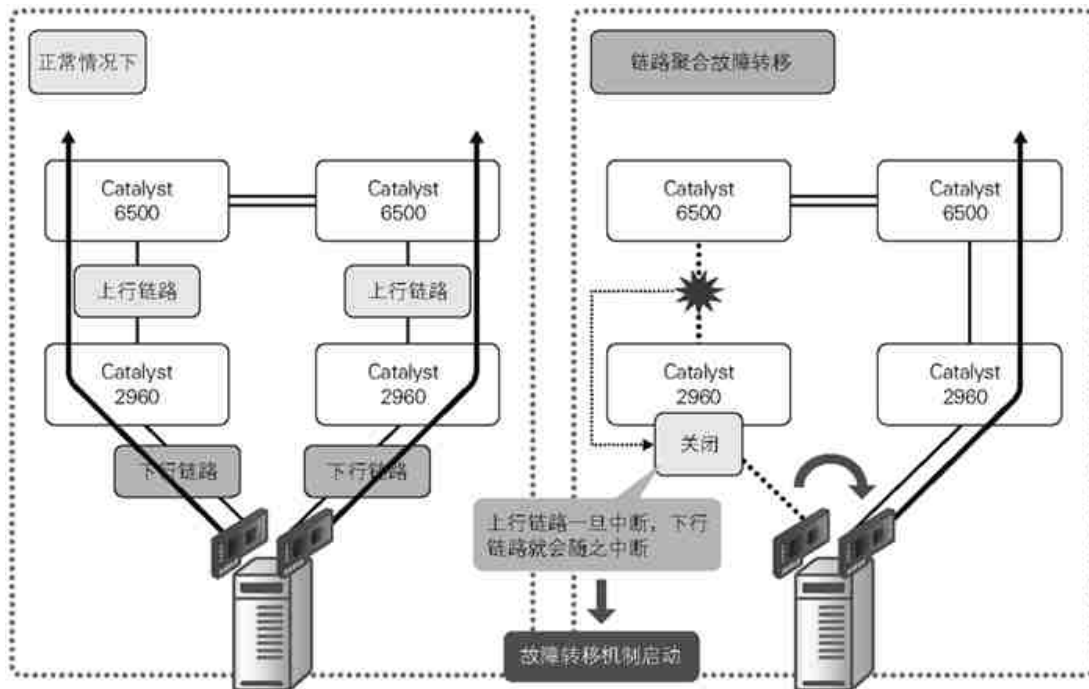 正常情况下
Catalyst
6500
Catalyst
6500
上行链路
上行链路
Catalyst
2960
Catalyst
2960
下行链路
下行链路
链路聚合故障转移
Catalyst
6500
Catalyst
6500
Catalyst
2960
Catalyst
2960
关闭
上行链路一旦中断，下行
链路就会随之中断
故障转移机制启动